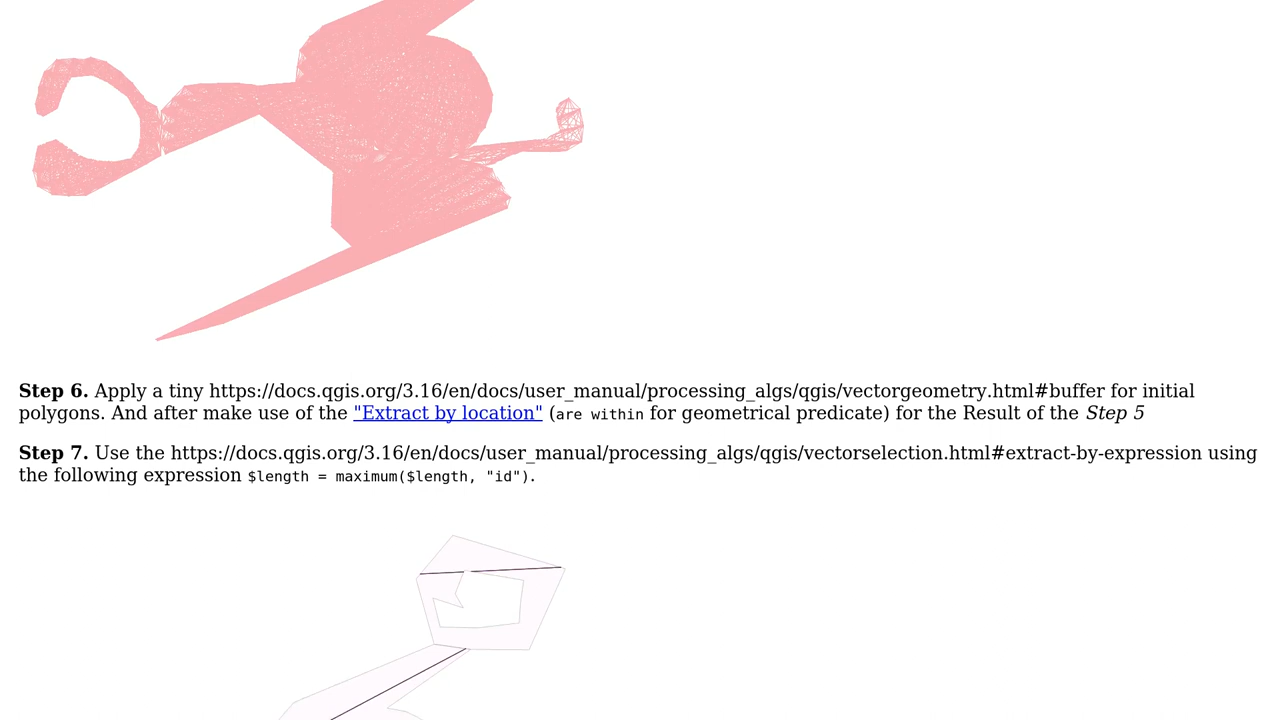 Step 6. Apply a tiny https://docs.qgis.org/3.16/en/docs/user_manual/processing_algs/qgis/vectorgeometry.html#buffer for initial
polygons. And after make use of the "Extract by location" (are within for geometrical predicate) for the Result of the Step 5
Step 7. Use the https://docs.qgis.org/3.16/en/docs/user_manual/processing_algs/qgis/vectorselection.html#extract-by-expression using
the following expression $length = maximum($length, "id").